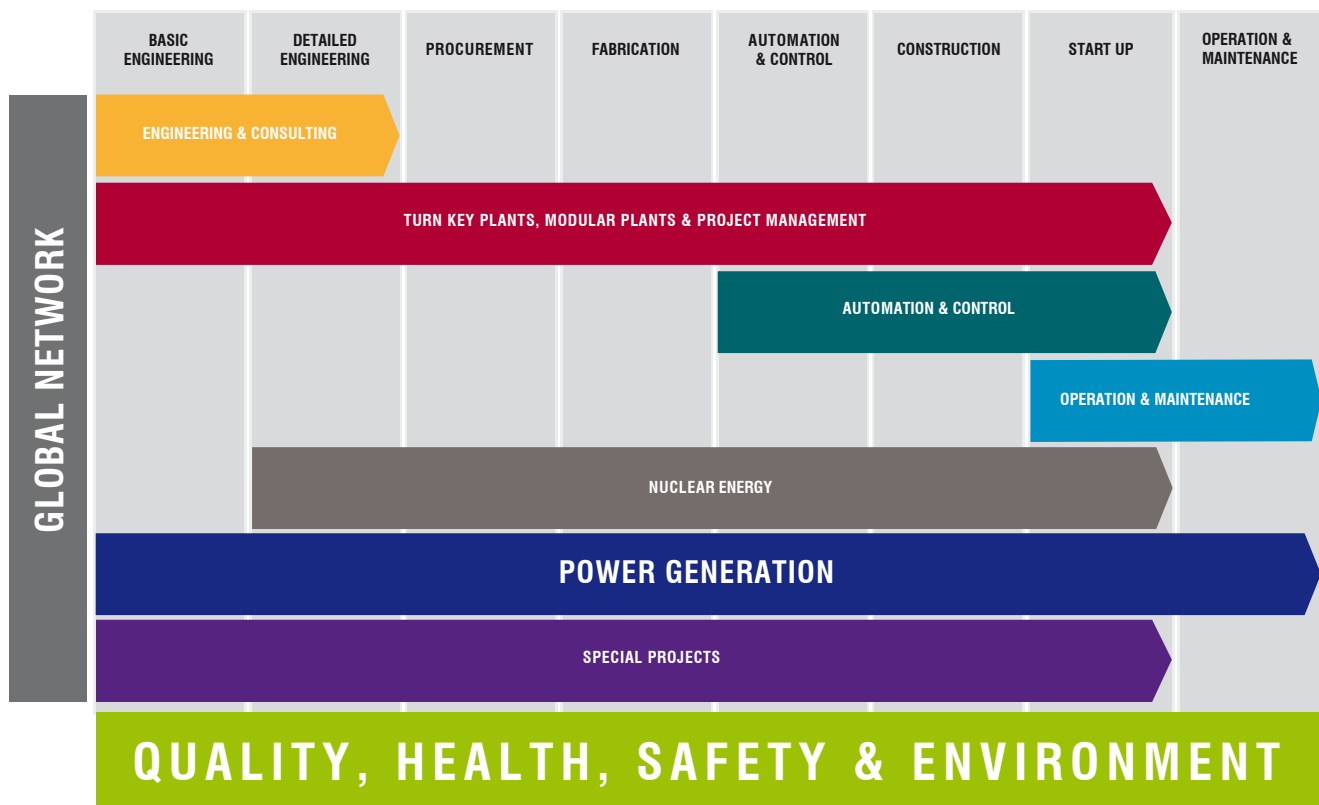 BASIC
ENGINEERING
DETAILED
ENGINEERING
PROCUREMENT
FABRICATION
AUTOMATION
& CONTROL
CONSTRUCTION
START UP
OPERATION &
MAINTENANCE
GLOBAL NETWORK
ENGINEERING & CONSULTING
TURN KEY PLANTS, MODULAR PLANTS & PROJECT MANAGEMENT
AUTOMATION & CONTROL
OPERATION & MAINTENANCE
NUCLEAR ENERGY
POWER GENERATION
SPECIAL PROJECTS
QUALITY, HEALTH, SAFETY & ENVIRONMENT